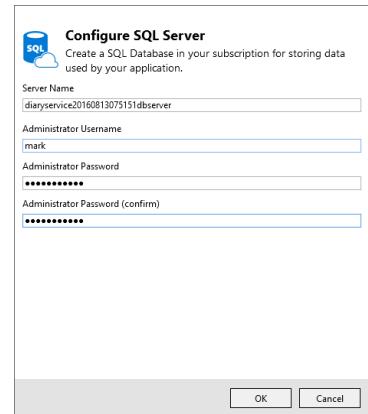 SQL
Configure SQL Server
Create a SQL Database in your subscription for storing data
used by your application.
Server Name
diaryservice20160813075151dbserver
Administrator Username
mark
Administrator Password
●●●●●●●●●●●
Administrator Password (confirm)
●●●●●●●●●●●
OK Cancel